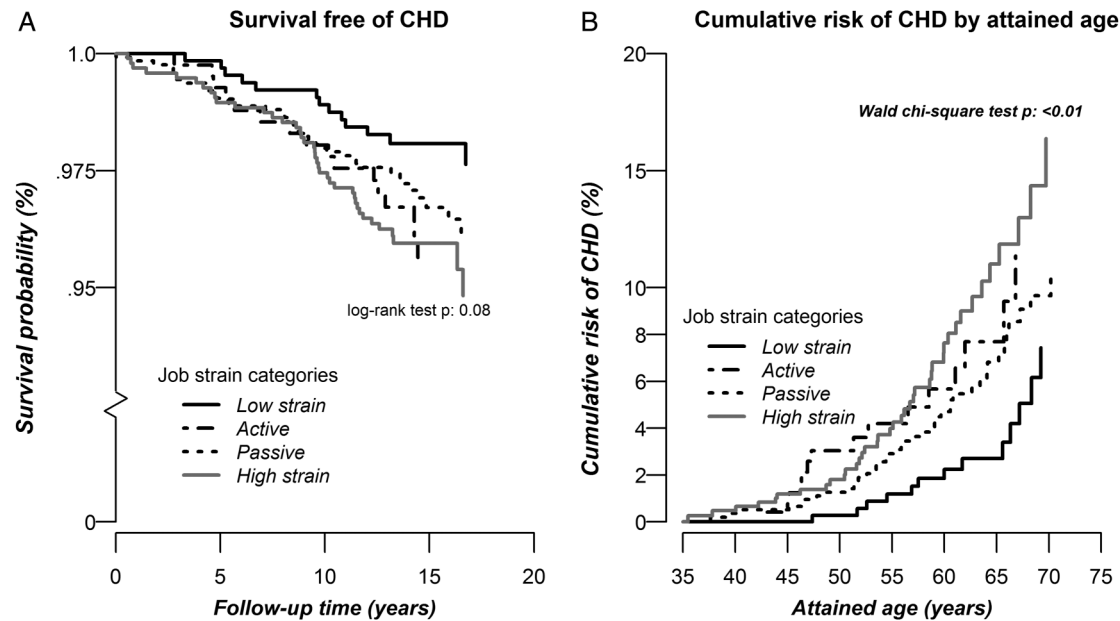 A
Survival free of CHD
1.0
.975
.95
0
Survival probability (%)
log-rank test p: 0.08
Job strain categories
Low strain
Active
Passive
High strain
0 5 10 15 20
Follow-up time (years)
B
Cumulative risk of CHD by attained age
Wald chi-square test p: <0.01
20
15
10
8
6
4
2
0
Cumulative risk of CHD (%)
Job strain categories
Low strain
Active
Passive
High strain
35 40 45 50 55 60 65 70 75
Attained age (years)